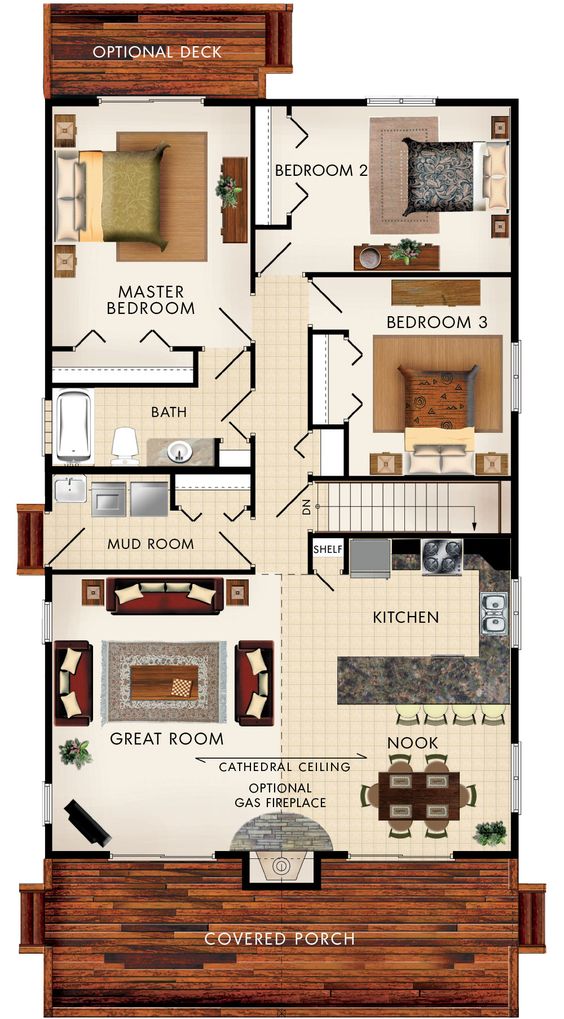 OPTIONAL DECK
BEDROOM 2
MASTER
BEDROOM
BEDROOM 3
BATH
DN
MUD ROOM
SHELF
KITCHEN
GREAT ROOM
NOOK
CATHEDRAL CEILING
OPTIONAL
GAS FIREPLACE
COVERED PORCH